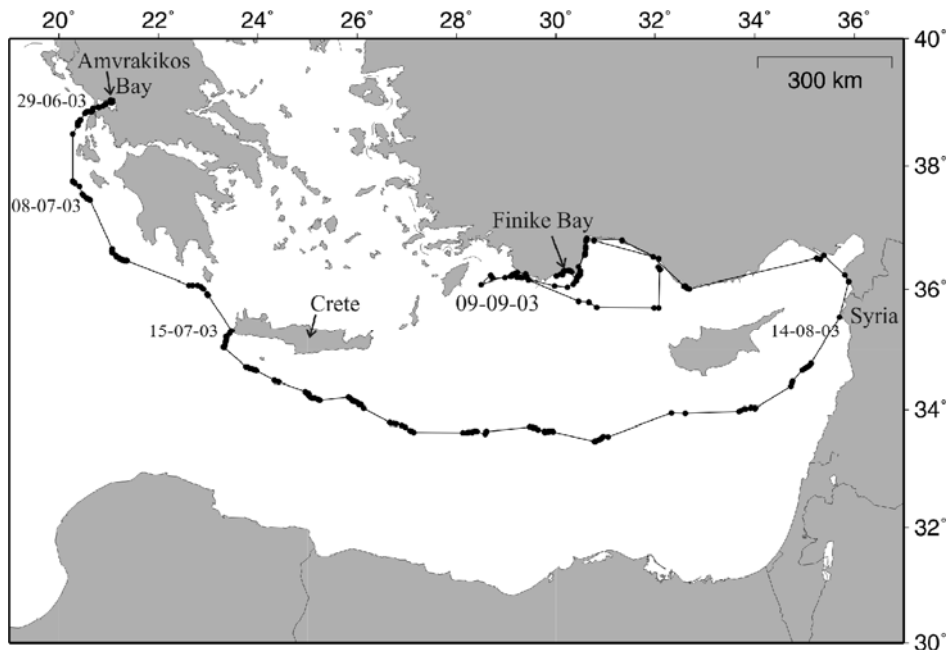 20° 22° 24° 26° 28° 30° 32° 34° 36°
40°
Amvrakikos
Bay
300 km
29-06-03
38°
08-07-03
Finike Bay
36°
09-09-03
Crete
15-07-03
14-08-03
Syria
34°
32°
30°